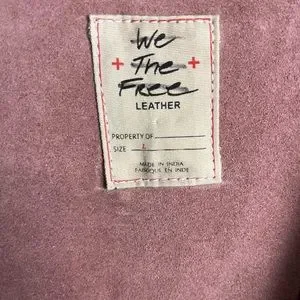 We
+ The +
Free
LEATHER
PROPERTY OF
SIZE L
MADE IN INDIA
FABRIQUE EN INDE